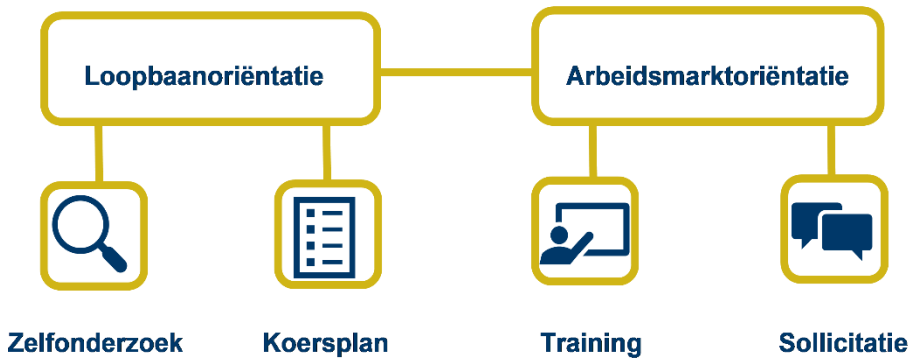 Loopbaanoriëntatie
Arbeidsmarktoriëntatie
Zelfonderzoek
Koersplan
Training
Sollicitatie